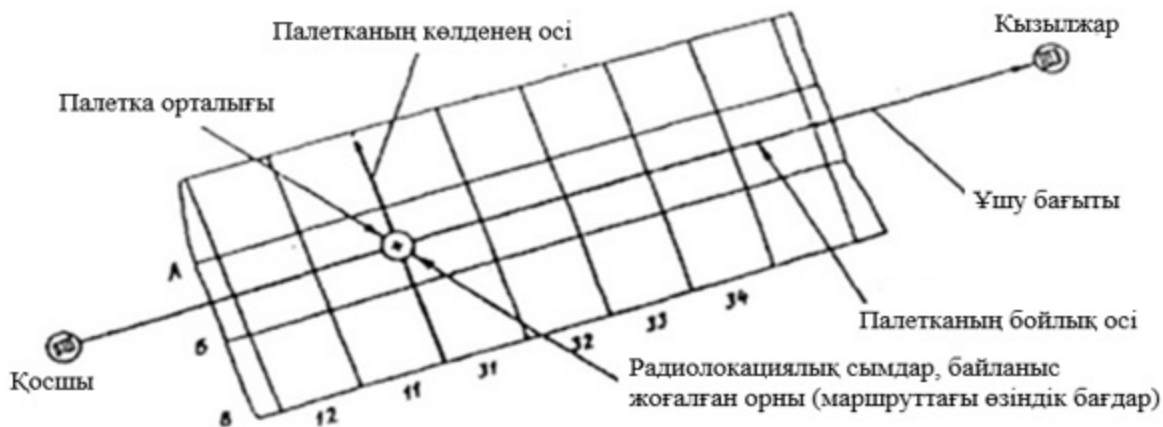 Палетканың көлденең осі
Кызылжар
Палетка орталығы
Ұшу бағыты
А
Б
В
12
11
31
32
33
34
Палетканың бойлық осі
Қосшы
Радиолокациялық сымдар, байланыс
жоғалған орны (маршруттағы өзіндік бағдар)